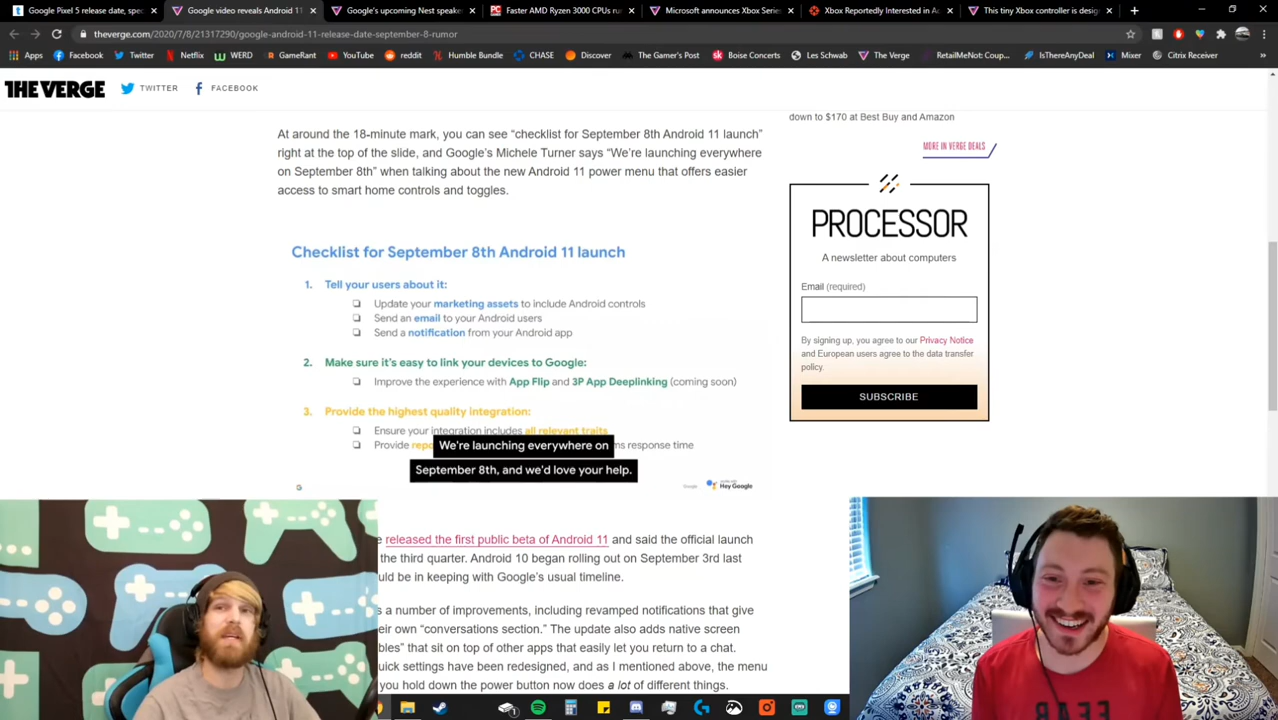 Google Pixel 5 release date, spec
Google video reveals Android 11
Google's upcoming Nest speaker
Faster AMD Ryzen 3000 CPUs
Microsoft announces Xbox Series
Xbox Reportedly Interested in A
This tiny Xbox controller is desig
theverge.com/2020/7/8/21317290/google-android-11-release-date-september-8-rumor
Apps Facebook Twitter Netflix WERD GameRant YouTube reddit Humble Bundle CHASE Discover The Gamer's Post Boise Concerts Les Schwab The Verge RetailMeNot Coup... IsThereAnyDeal Mixer Citrix Receiver »
THE VERGE TWITTER FACEBOOK
At around the 18-minute mark, you can see “checklist for September 8th Android 11 launch”
right at the top of the slide, and Google's Michele Turner says “We're launching everywhere
on September 8th” when talking about the new Android 11 power menu that offers easier
access to smart home controls and toggles.
Checklist for September 8th Android 11 launch
1. Tell your users about it:
Update your marketing assets to include Android controls
Send an email to your Android users
Send a notification from your Android app
2. Make sure it's easy to link your devices to Google:
Improve the experience with App Flip and 3P App Deeplinking (coming soon)
3. Provide the highest quality integration:
Ensure your integration includes all relevant traits
Provide repo
ms response time
We're launching everywhere on
September 8th, and we'd love your help.
Google Hey Google
released the first public beta of Android 11 and said the official launch
the third quarter. Android 10 began rolling out on September 3rd last
uld be in keeping with Google's usual timeline.
s a number of improvements, including revamped notifications that give
eir own “conversations section.” The update also adds native screen
bles” that sit on top of other apps that easily let you return to a chat.
uick settings have been redesigned, and as I mentioned above, the menu
you hold down the power button now does a lot of different things.
down to $170 at Best Buy and Amazon
MORE IN VERGE DEALS
PROCESSOR
A newsletter about computers
Email (required)
By signing up, you agree to our Privacy Notice
and European users agree to the data transfer
policy.
SUBSCRIBE